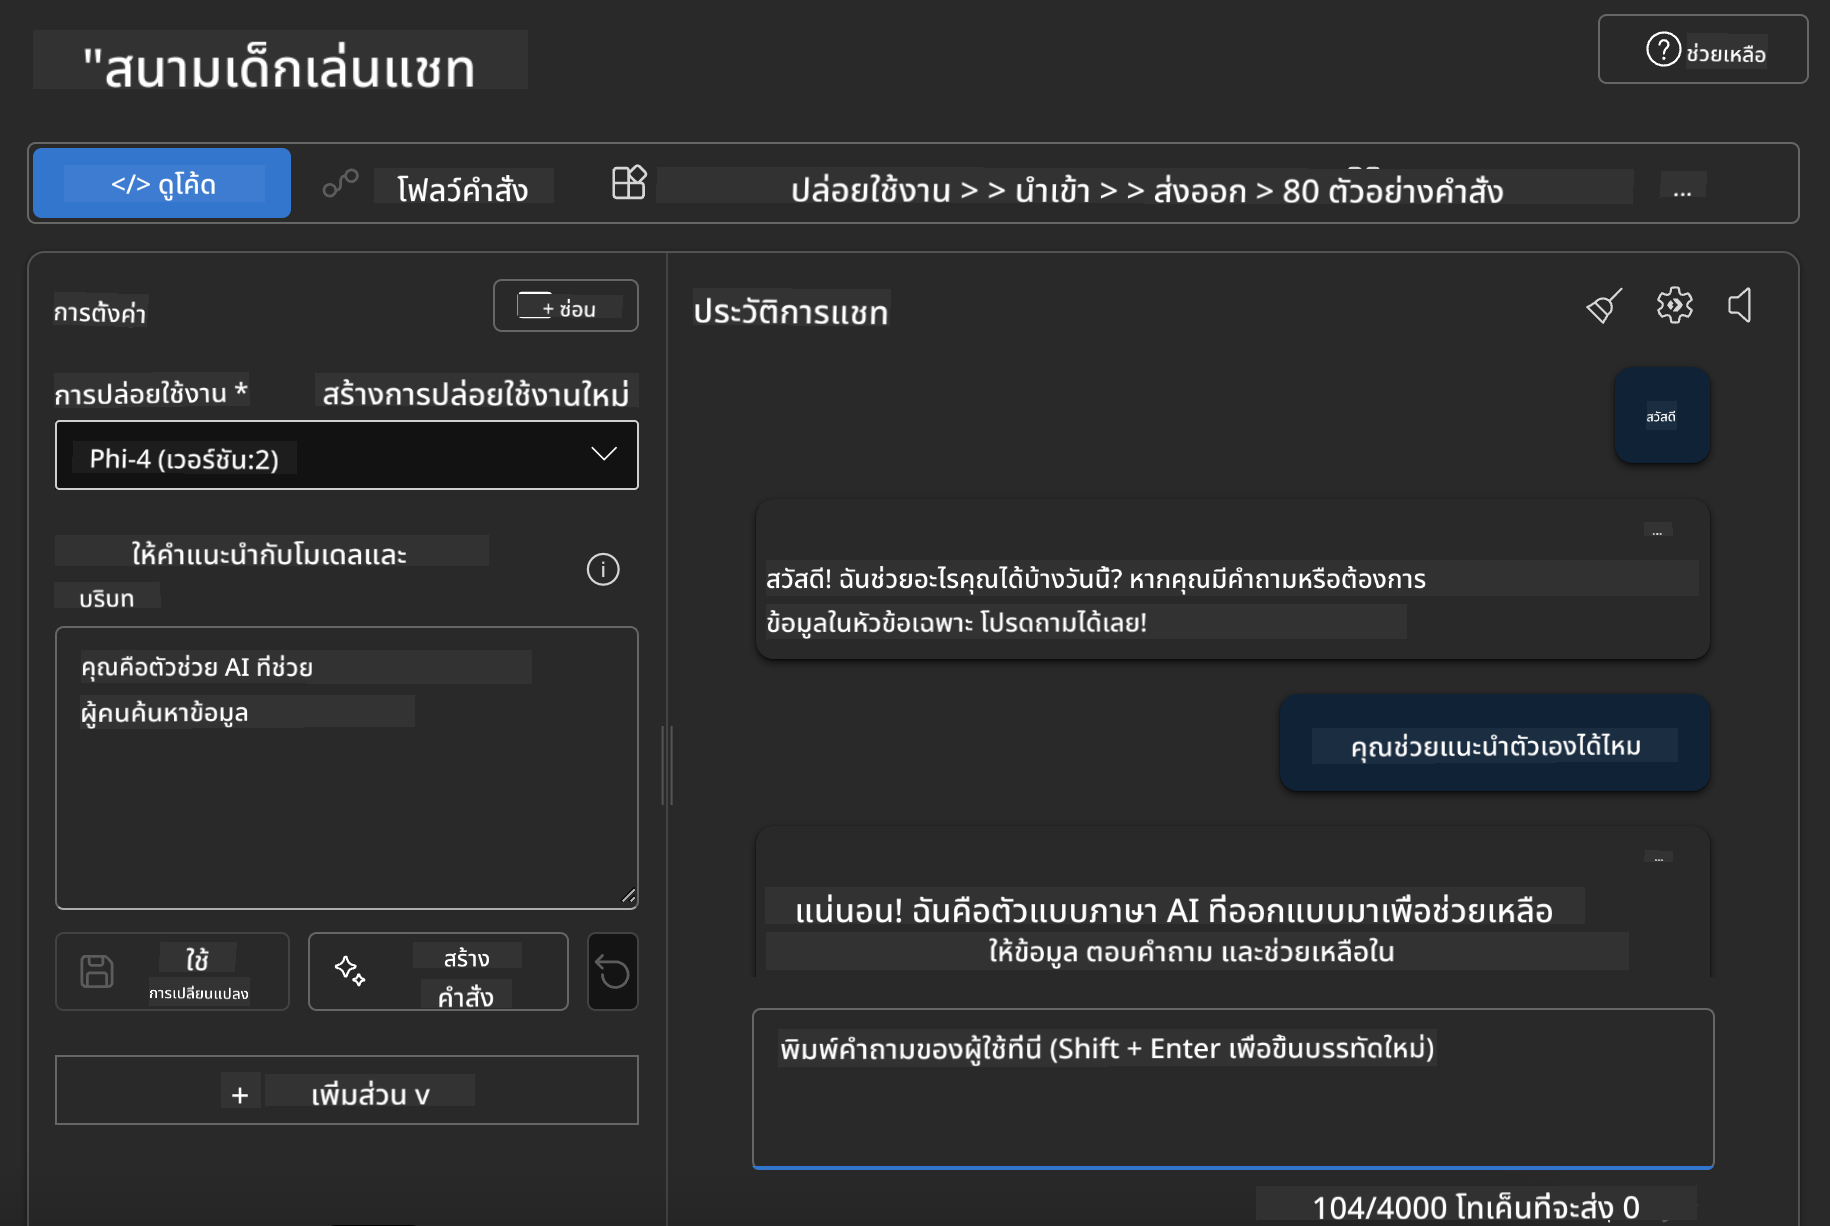 "สนามเด็กเล่นแชท
ช่วยเหลือ
</> ดูโค้ด
โฟลว์คำสั่ง
ปล่อยใช้งาน > > นำเข้า > > ส่งออก > 80 ตัวอย่างคำสั่ง
...
การตั้งค่า
+ ซ่อน
การปล่อยใช้งาน *
สร้างการปล่อยใช้งานใหม่
Phi-4 (เวอร์ชัน:2)
ให้คำแนะนำกับโมเดลและ
บริบท
คุณคือตัวช่วย AI ที่ช่วย
ผู้คนค้นหาข้อมูล
ใช้
การเปลี่ยนแปลง
สร้าง
คำสั่ง
+ เพิ่มส่วน v
ประวัติการแชท
สวัสดี
...
สวัสดี! ฉันช่วยอะไรคุณได้บ้างวันนี้? หากคุณมีคำถามหรือต้องการ
ข้อมูลในหัวข้อเฉพาะ โปรดถามได้เลย!
คุณช่วยแนะนำตัวเองได้ไหม
...
แน่นอน! ฉันคือตัวแบบภาษา AI ที่ออกแบบมาเพื่อช่วยเหลือ
ให้ข้อมูล ตอบคำถาม และช่วยเหลือใน
พิมพ์คำถามของผู้ใช้ที่นี่ (Shift + Enter เพื่อขึ้นบรรทัดใหม่)
104/4000 โทเค็นที่จะส่ง 0